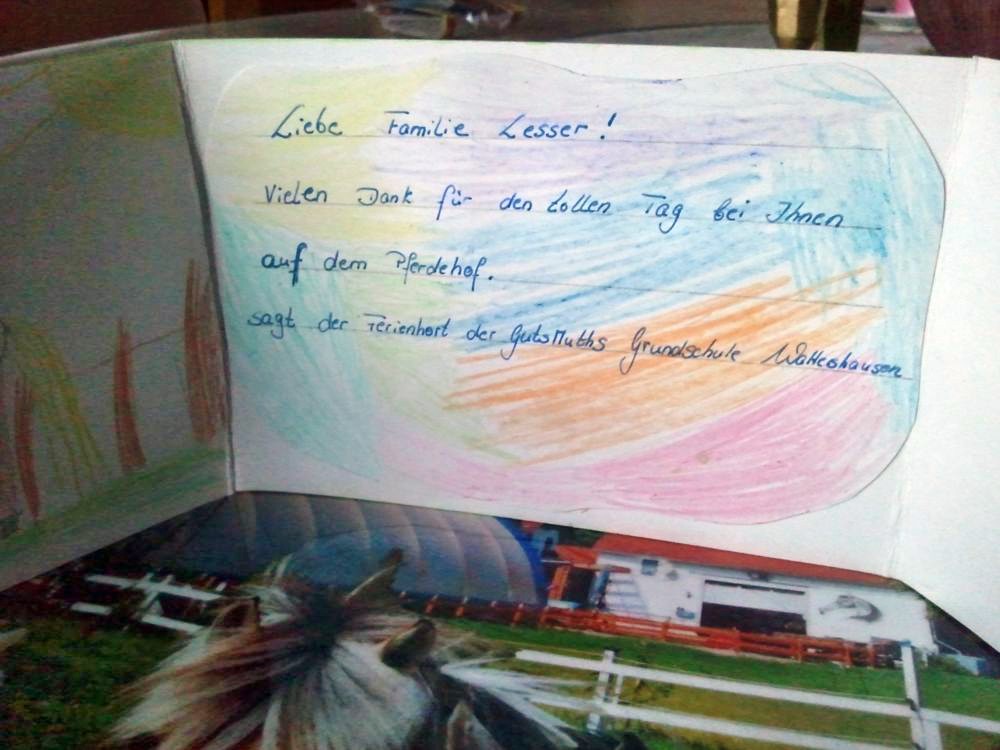 Liebe Familie Lesser!
Vielen Dank für den tollen Tag bei Ihnen
auf dem Pferdehof.
sagt der Ferienhort der GutsMuths Grundschule Walterhausen